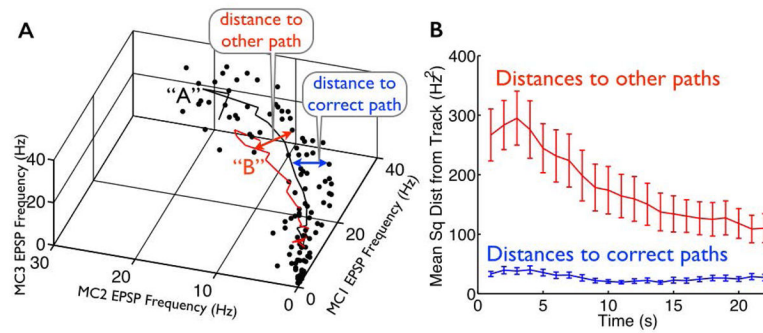 A
distance to
other path
distance to
correct path
"A"
"B"
MC3 EPSP Frequency (Hz)
40
20
0
30
20
10
0
MC2 EPSP Frequency (Hz)
0
20
40
MC1 EPSP Frequency (Hz)
B
Mean Sq Dist from Track (Hz²)
400
300
200
100
0
Distances to other paths
Distances to correct paths
0
5
10
15
20
Time (s)